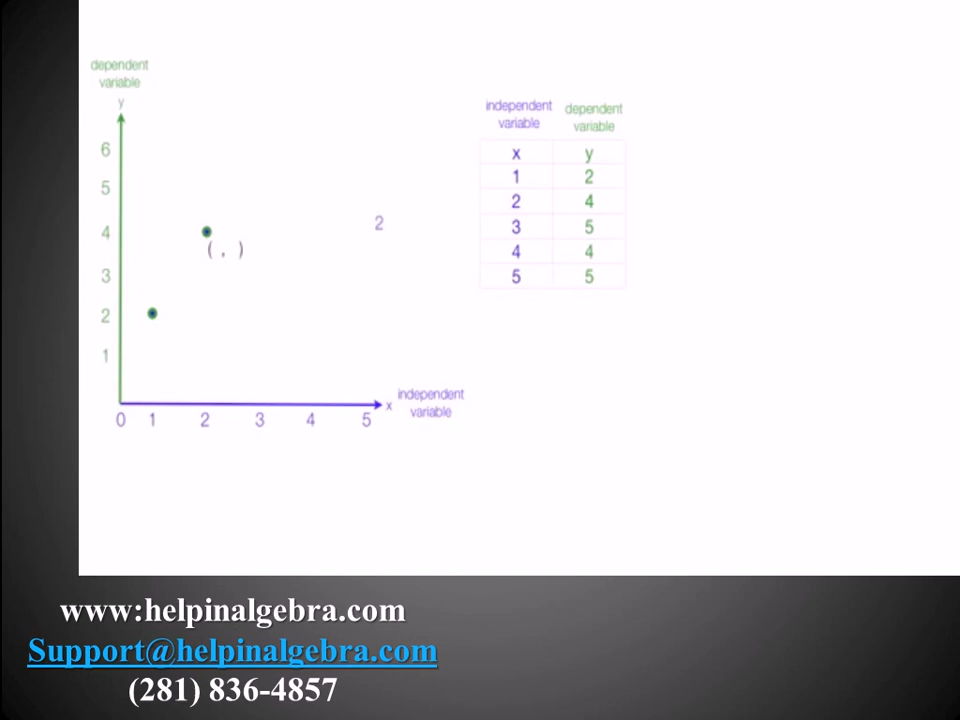 dependent
variable
y
6
5
4
3
2
1
( , )
2
0 1 2 3 4 5
x
independent
variable
independent
variable
dependent
variable
x y
1 2
2 4
3 5
4 4
5 5
www:helpinalgebra.com
Support@helpinalgebra.com
(281) 836-4857